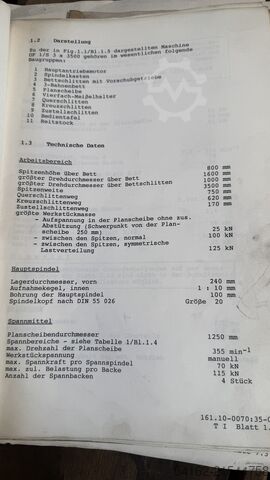 1.2 Darstellung
Zu der in Fig.1.1/Bl.1.5 dargestellten Maschine
DP 1/S 3 x 3500 gehören im wesentlichen folgende
Baugruppen:
1 Hauptantriebsmotor
2 Spindelkasten
3 Bettschlitten mit Vorschubgetriebe
4 3-Bahnenbett
5 Planscheibe
6 Vierfach-Meißelhalter
7 Querschlitten
8 Kreuzschlitten
9 Zustellschlitten
10 Bedientafel
11 Reitstock
1.3 Technische Daten
Arbeitsbereich
Spitzenhöhe über Bett 800 mm
größter Drehdurchmesser über Bett 1600 mm
größter Drehdurchmesser über Bettschlitten 1000 mm
Spitzenweite 3500 mm
Querschlittenweg 750 mm
Kreuzschlittenweg 620 mm
Zustellschlittenweg 170 mm
größte Werkstückmasse
- Aufspannung in der Planscheibe ohne zus.
Abstützung (Schwerpunkt von der Plan-
scheibe 250 mm) 25 kN
- zwischen den Spitzen, normal 100 kN
- zwischen den Spitzen, symmetrische
Lastverteilung 125 kN
Hauptspindel
Lagerdurchmesser, vorn 240 mm
Aufnahmekegel, innen 1 : 10 mm
Bohrung der Hauptspindel 100 mm
Spindelkopf nach DIN 55 026 Größe 20
Spannmittel
Planscheibendurchmesser 1250 mm
Spannbereiche - siehe Tabelle 1/Bl.1.4
max. Drehzahl der Planscheibe 355 min⁻¹
Werkstückspannung manuell
max. Spannkraft pro Spannspindel 70 kN
max. zul. Belastung pro Backe 115 kN
Anzahl der Spannbacken 4 Stück
161.10-0070:35-0
T I Blatt 1.